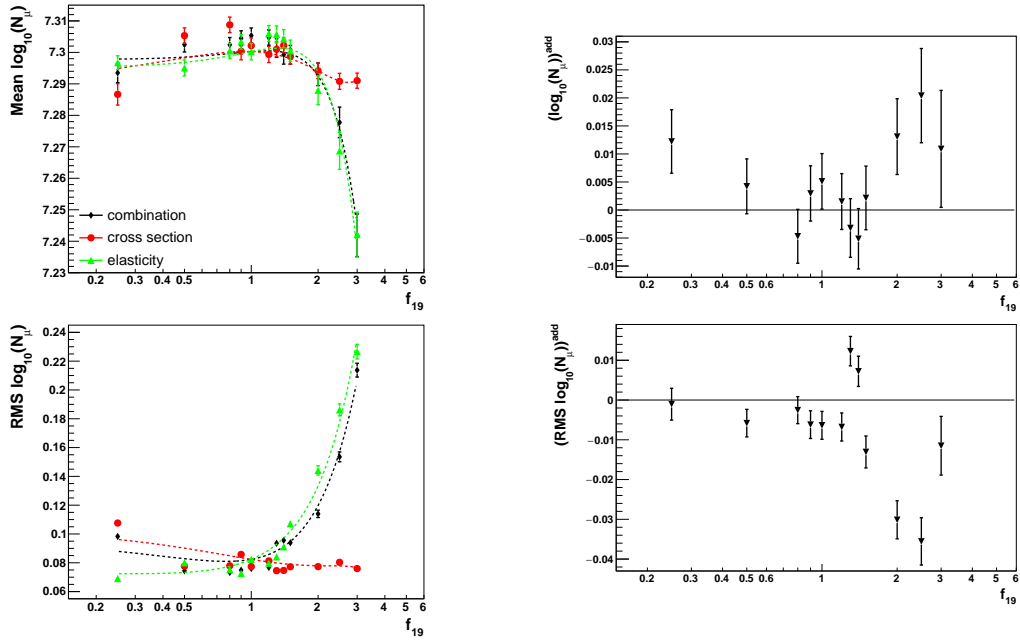 Mean log10(Nμ)
7.31
7.3
7.29
7.28
7.27
7.26
7.25
7.24
7.23
combination
cross section
elasticity
0.2 0.3 0.4 0.5 1 2 3 4 5 6
f19
(log10(Nμ))add
0.03
0.025
0.02
0.015
0.01
0.005
0
−0.005
−0.01
0.2 0.3 0.4 0.5 0.6 1 2 3 4 5 6
f19
RMS log10(Nμ)
0.24
0.22
0.2
0.18
0.16
0.14
0.12
0.1
0.08
0.06
0.2 0.3 0.4 0.5 1 2 3 4 5 6
f19
(RMS log10(Nμ))add
0.01
0
−0.01
−0.02
−0.03
−0.04
0.2 0.3 0.4 0.5 0.6 1 2 3 4 5 6
f19